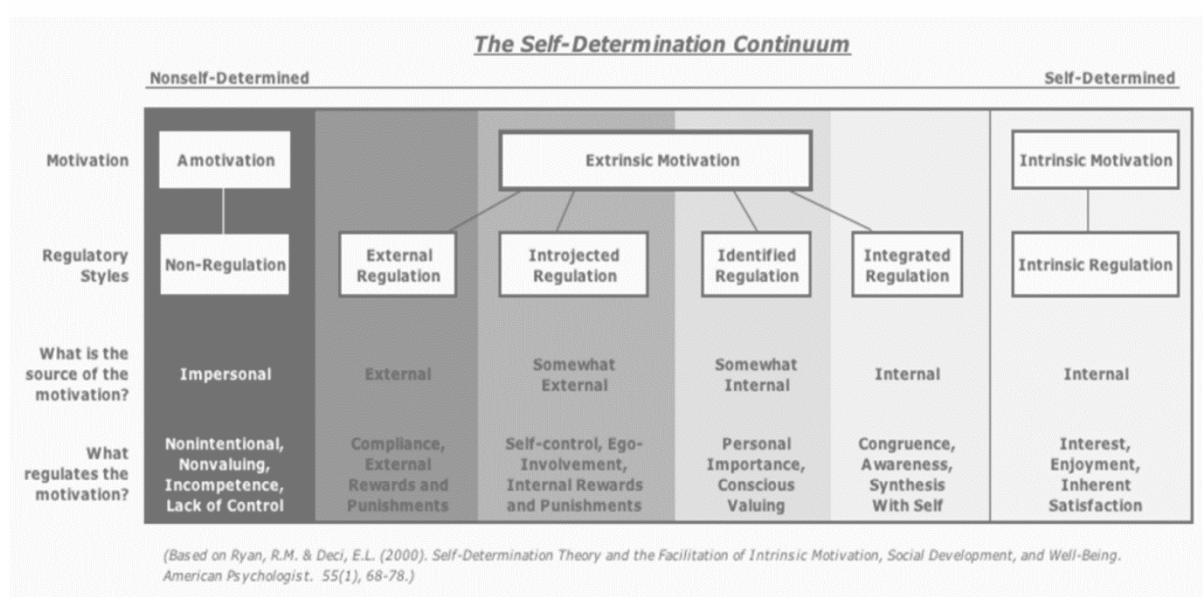 The Self-Determination Continuum
Nonself-Determined Self-Determined
Motivation Amotivation Extrinsic Motivation Intrinsic Motivation
Regulatory
Styles
Non-Regulation
External
Regulation
Introjected
Regulation
Identified
Regulation
Integrated
Regulation
Intrinsic Regulation
What is the
source of the
motivation?
Impersonal
External
Somewhat
External
Somewhat
Internal
Internal
Internal
What
regulates the
motivation?
Nonintentional,
Nonvaluing,
Incompetence,
Lack of Control
Compliance,
External
Rewards and
Punishments
Self-control, Ego-
Involvement,
Internal Rewards
and Punishments
Personal
Importance,
Conscious
Valuing
Congruence,
Awareness,
Synthesis
With Self
Interest,
Enjoyment,
Inherent
Satisfaction
(Based on Ryan, R.M. & Deci, E.L. (2000). Self-Determination Theory and the Facilitation of Intrinsic Motivation, Social Development, and Well-Being.
American Psychologist. 55(1), 68-78.)